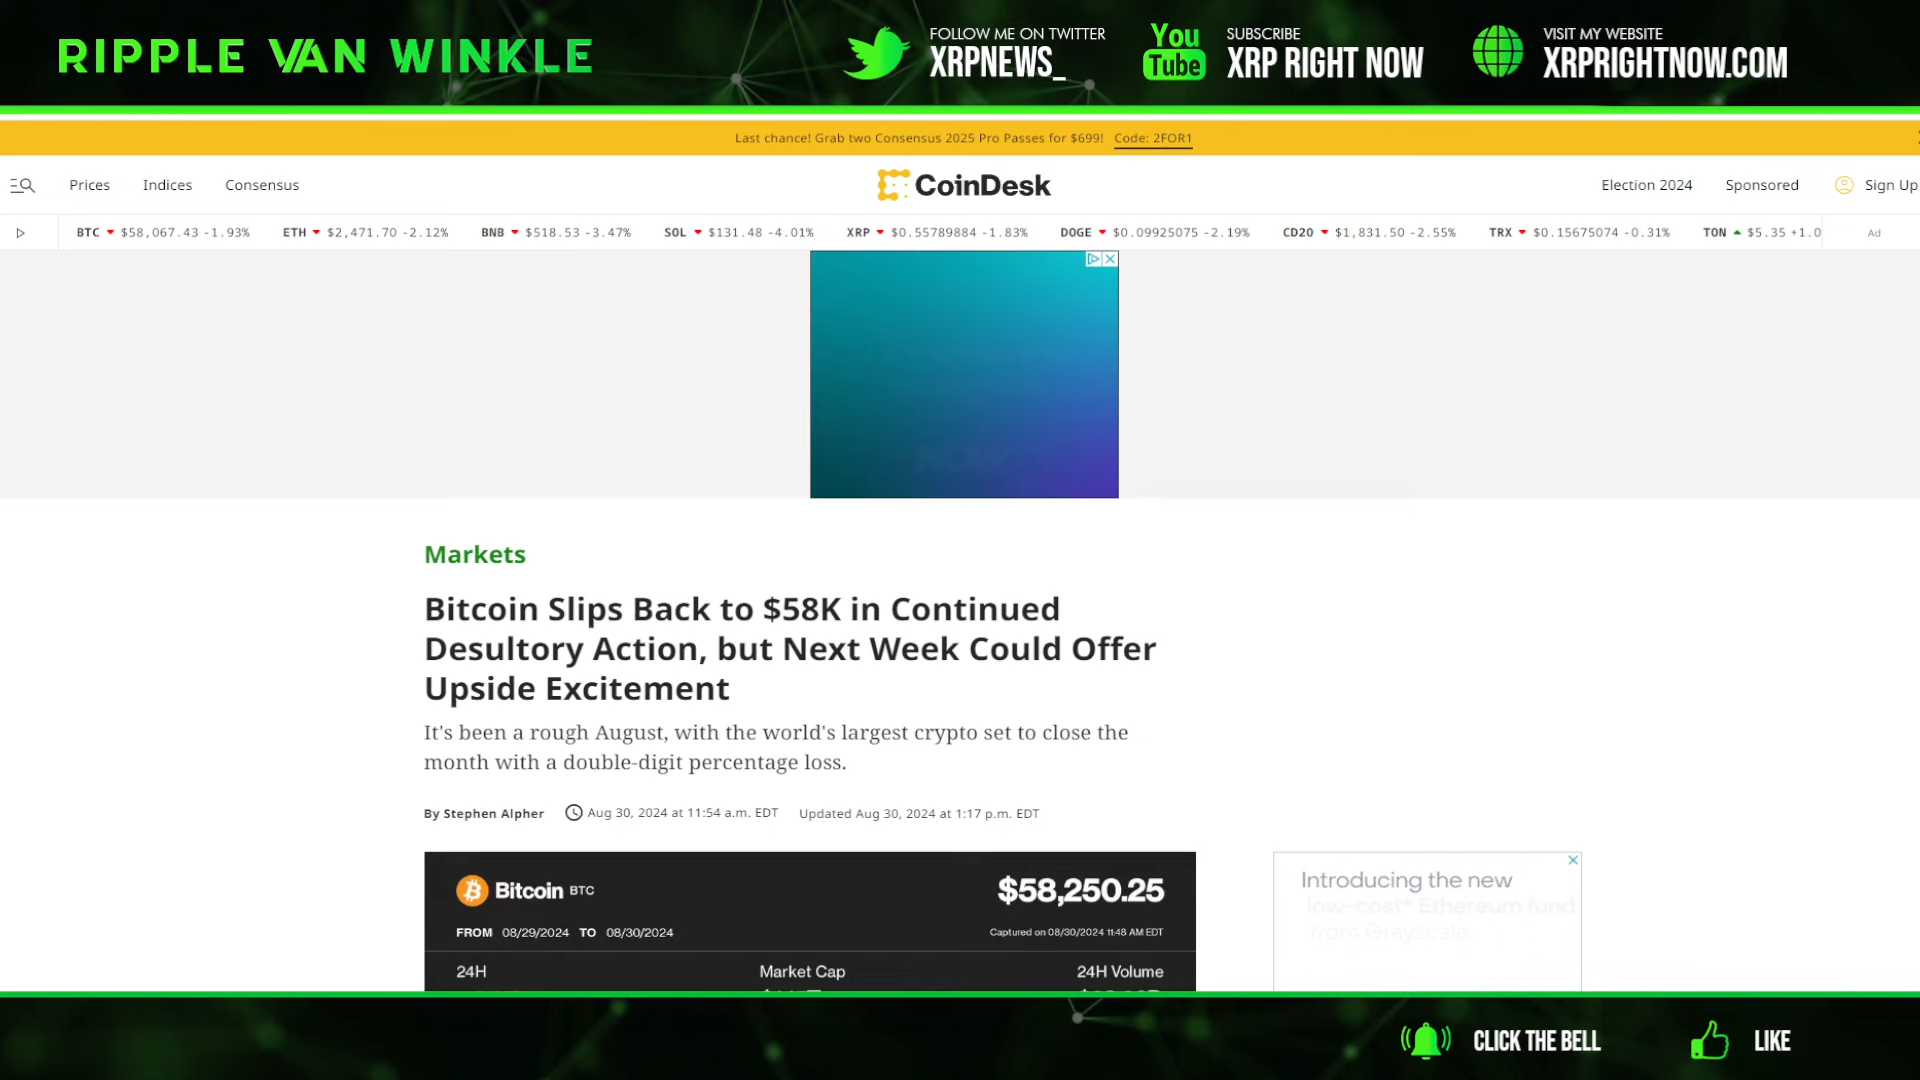 RIPPLE VAN WINKLE
FOLLOW ME ON TWITTER
XRPNEWS_
You
Tube
SUBSCRIBE
XRP RIGHT NOW
VISIT MY WEBSITE
XRPRIGHTNOW.COM
Last chance! Grab two Consensus 2025 Pro Passes for $699! Code: 2FOR1
Prices Indices Consensus
CoinDesk
Election 2024 Sponsored Sign Up
BTC $58,067.43 -1.93% ETH $2,471.70 -2.12% BNB $518.53 -3.47% SOL $131.48 -4.01% XRP $0.55789884 -1.83% DOGE $0.09925075 -2.19% CD20 $1,831.50 -2.55% TRX $0.15675074 -0.31% TON $5.35 +1.0 Ad
Markets
Bitcoin Slips Back to $58K in Continued
Desultory Action, but Next Week Could Offer
Upside Excitement
It's been a rough August, with the world's largest crypto set to close the
month with a double-digit percentage loss.
By Stephen Alpher Aug 30, 2024 at 11:54 a.m. EDT Updated Aug 30, 2024 at 1:17 p.m. EDT
Bitcoin BTC
$58,250.25
FROM 08/29/2024 TO 08/30/2024
Captured on 08/30/2024 11:48 AM EDT
24H Market Cap 24H Volume
Introducing the new
low-cost* Ethereum fund
from Grayscale.
CLICK THE BELL
LIKE